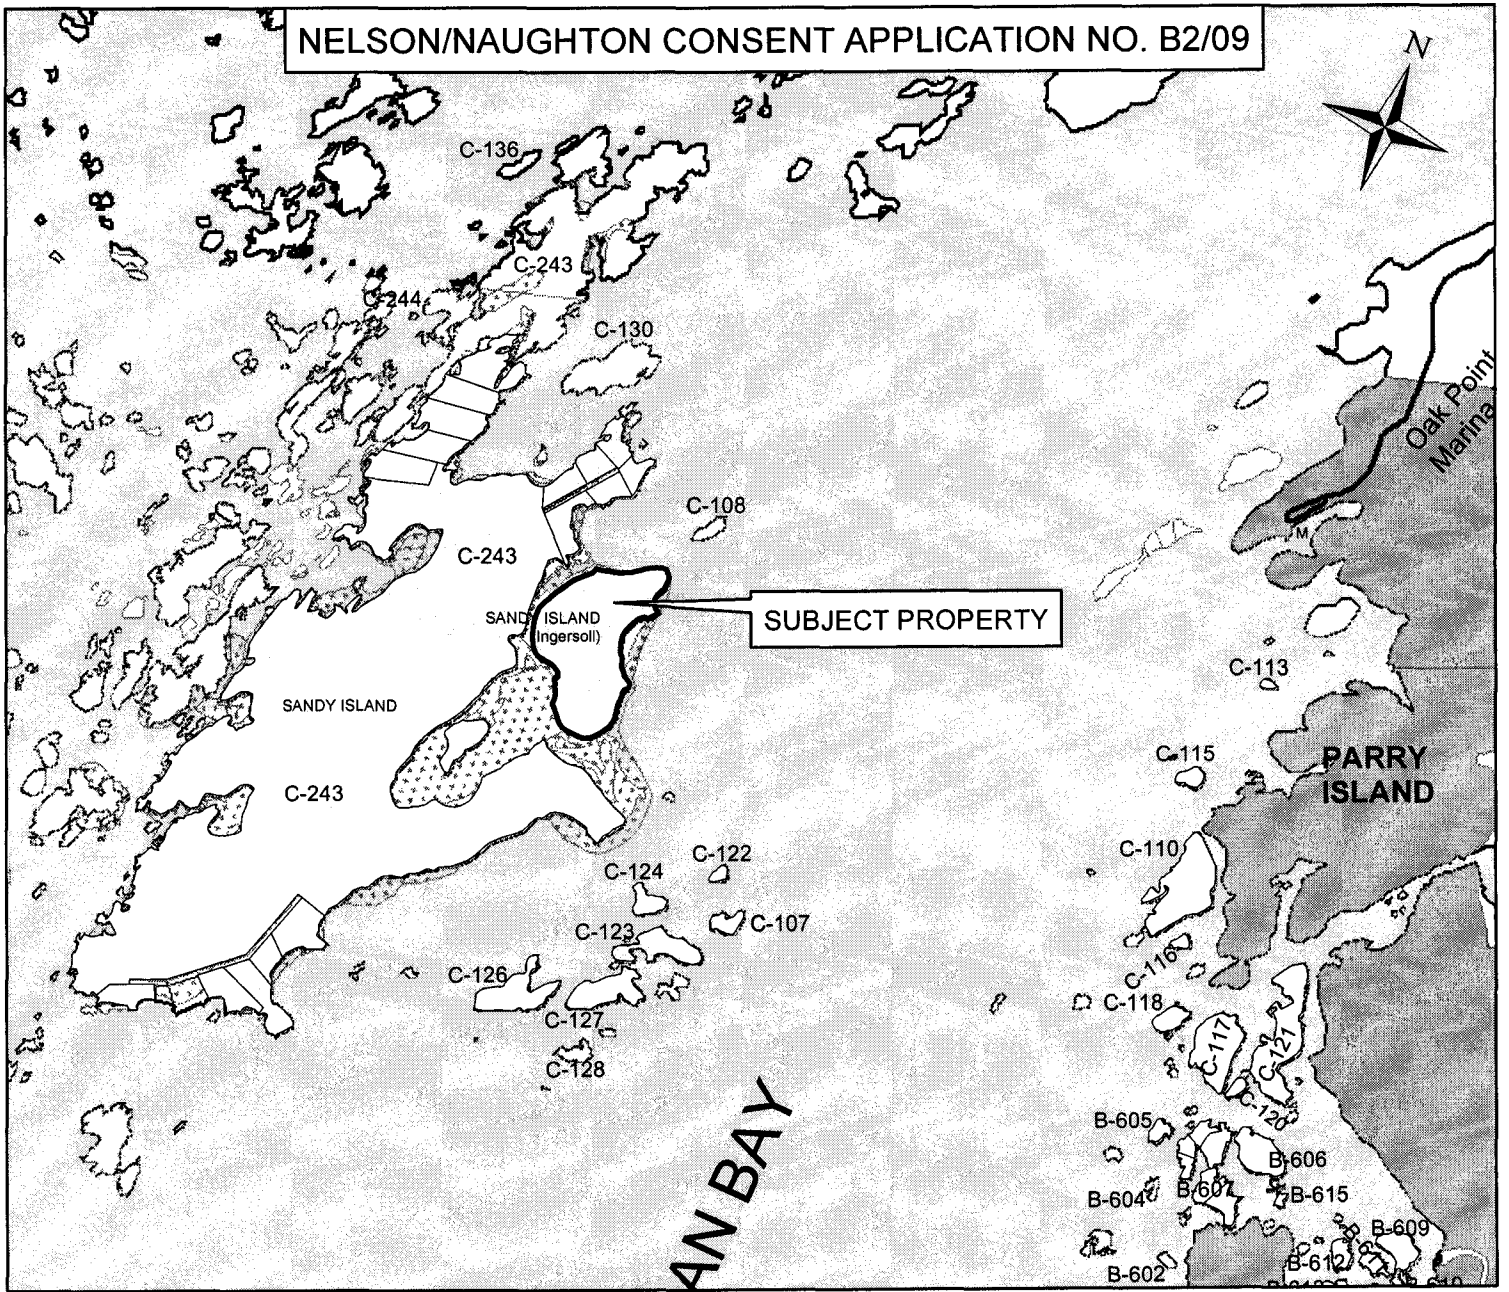 NELSON/NAUGHTON CONSENT APPLICATION NO. B2/09
N
C-136
C-243
C-244
C-130
Oak Point
Marina
C-108
M
C-243
SANDY ISLAND
(Ingersoll)
SUBJECT PROPERTY
C-113
SANDY ISLAND
C-115
PARRY
ISLAND
C-243
C-110
C-122
C-124
C-107
C-123
C-116
C-126
C-118
C-127
C-117
C-121
C-128
C-120
AN BAY
B-605
B-606
B-604
B-607
B-615
B-609
B-612
B-602